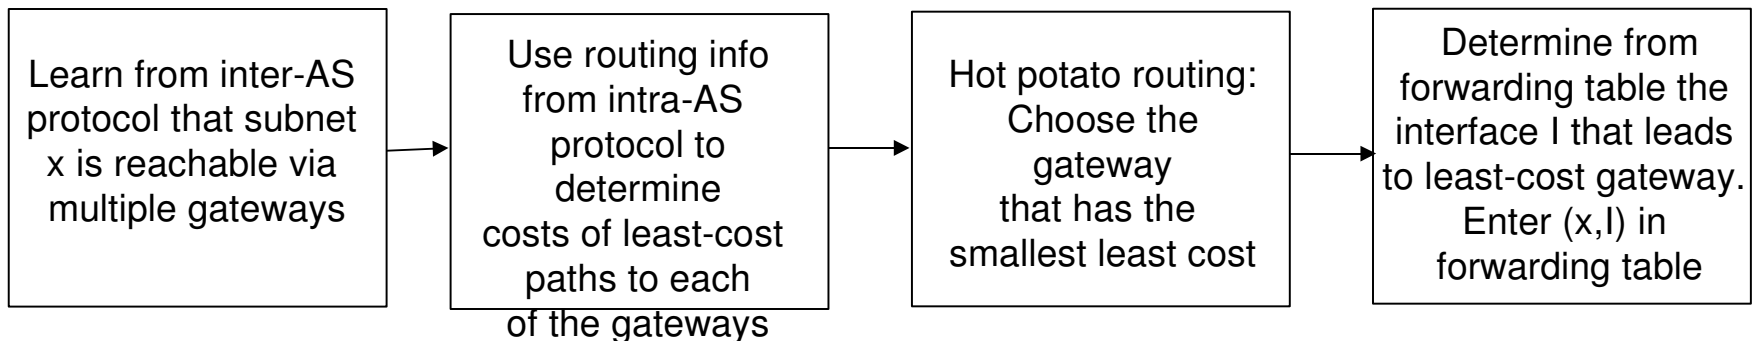 Learn from inter-AS
protocol that subnet
x is reachable via
multiple gateways
Use routing info
from intra-AS
protocol to
determine
costs of least-cost
paths to each
of the gateways
Hot potato routing:
Choose the
gateway
that has the
smallest least cost
Determine from
forwarding table the
interface I that leads
to least-cost gateway.
Enter (x,I) in
forwarding table